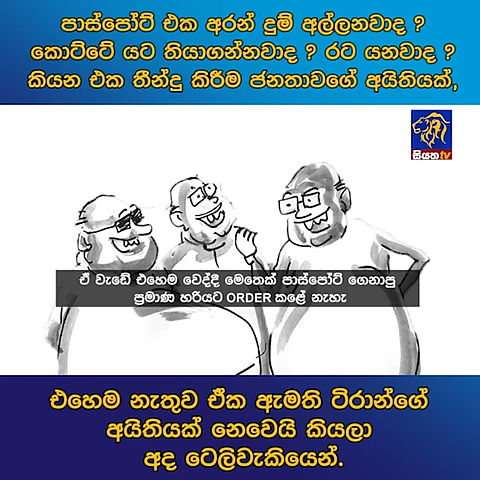 පාස්පෝට් එක අරන් දුම් අල්ලනවාද ?
කොට්ටේ යට තියාගන්නවාද ? රට යනවාද ?
කියන එක තීන්දු කිරීම ජනතාවගේ අයිතියක්,
සියත tv
ඒ වැඩේ එහෙම වෙද්දී මෙතෙක් පාස්පෝට් ගෙනාපු
ප්‍රමාණ හරියට ORDER කළේ නැහැ
එහෙම නැතුව ඒක ඇමති ටිරාන්ගේ
අයිතියක් නෙවෙයි කියලා
අද ටෙලිවැකියෙන්.